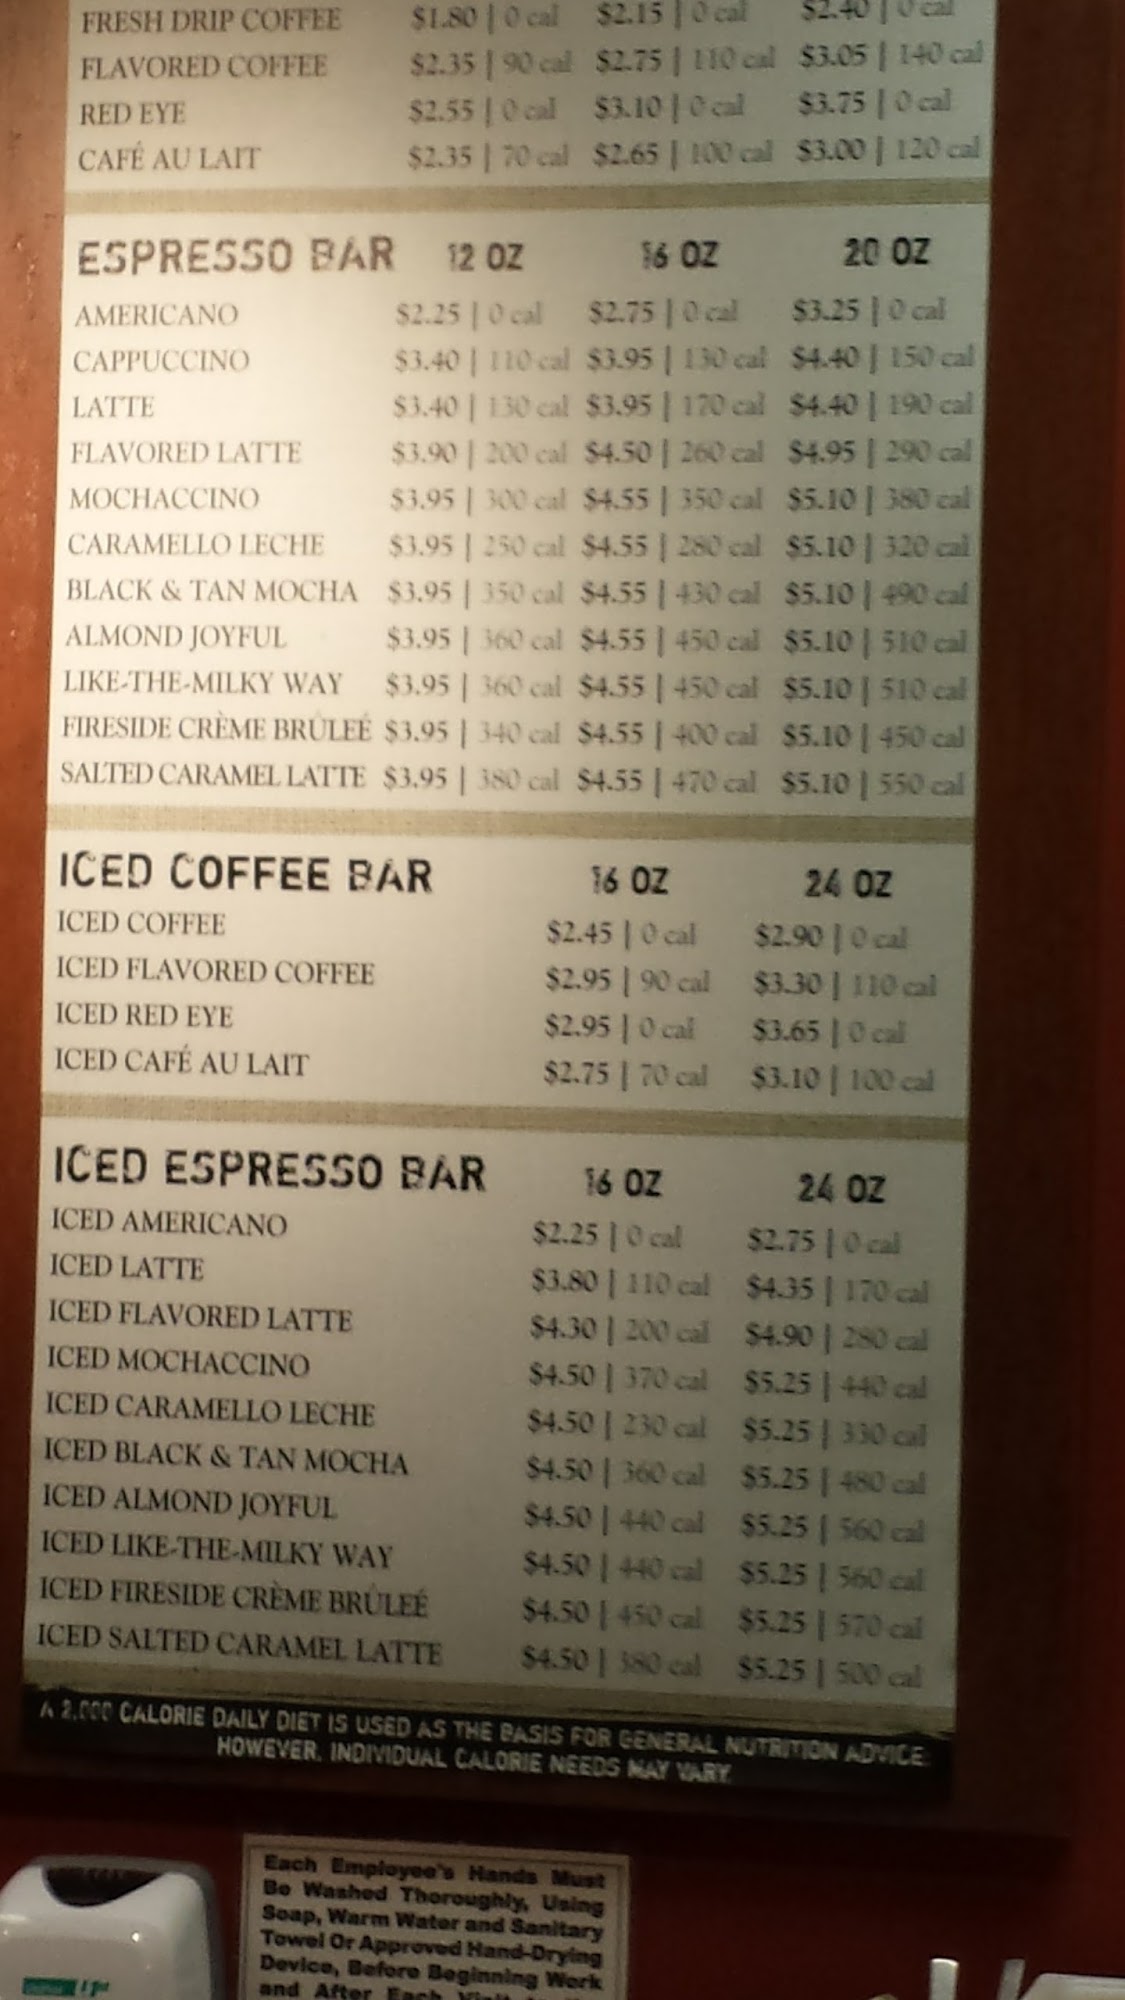 FRESH DRIP COFFEE $1.80 | 0 cal $2.15 | 0 cal $2.40 | 0 cal
FLAVORED COFFEE $2.35 | 90 cal $2.75 | 110 cal $3.05 | 140 cal
RED EYE $2.55 | 0 cal $3.10 | 0 cal $3.75 | 0 cal
CAFÉ AU LAIT $2.35 | 70 cal $2.65 | 100 cal $3.00 | 120 cal
ESPRESSO BAR 12 OZ 16 OZ 20 OZ
AMERICANO $2.25 | 0 cal $2.75 | 0 cal $3.25 | 0 cal
CAPPUCCINO $3.40 | 110 cal $3.95 | 130 cal $4.40 | 150 cal
LATTE $3.40 | 130 cal $3.95 | 170 cal $4.40 | 190 cal
FLAVORED LATTE $3.90 | 200 cal $4.50 | 260 cal $4.95 | 290 cal
MOCHACCINO $3.95 | 300 cal $4.55 | 350 cal $5.10 | 380 cal
CARAMELLO LECHE $3.95 | 250 cal $4.55 | 280 cal $5.10 | 320 cal
BLACK & TAN MOCHA $3.95 | 350 cal $4.55 | 430 cal $5.10 | 490 cal
ALMOND JOYFUL $3.95 | 360 cal $4.55 | 450 cal $5.10 | 510 cal
LIKE-THE-MILKY WAY $3.95 | 360 cal $4.55 | 450 cal $5.10 | 510 cal
FIRESIDE CRÈME BRÛLEÉ $3.95 | 340 cal $4.55 | 400 cal $5.10 | 450 cal
SALTED CARAMEL LATTE $3.95 | 380 cal $4.55 | 470 cal $5.10 | 550 cal
ICED COFFEE BAR 16 OZ 24 OZ
ICED COFFEE $2.45 | 0 cal $2.90 | 0 cal
ICED FLAVORED COFFEE $2.95 | 90 cal $3.30 | 110 cal
ICED RED EYE $2.95 | 0 cal $3.65 | 0 cal
ICED CAFÉ AU LAIT $2.75 | 70 cal $3.10 | 100 cal
ICED ESPRESSO BAR 16 OZ 24 OZ
ICED AMERICANO $2.25 | 0 cal $2.75 | 0 cal
ICED LATTE $3.80 | 110 cal $4.35 | 170 cal
ICED FLAVORED LATTE $4.30 | 200 cal $4.90 | 280 cal
ICED MOCHACCINO $4.50 | 370 cal $5.25 | 440 cal
ICED CARAMELLO LECHE $4.50 | 230 cal $5.25 | 330 cal
ICED BLACK & TAN MOCHA $4.50 | 360 cal $5.25 | 480 cal
ICED ALMOND JOYFUL $4.50 | 440 cal $5.25 | 560 cal
ICED LIKE-THE-MILKY WAY $4.50 | 440 cal $5.25 | 560 cal
ICED FIRESIDE CRÈME BRÛLEÉ $4.50 | 450 cal $5.25 | 570 cal
ICED SALTED CARAMEL LATTE $4.50 | 380 cal $5.25 | 500 cal
A 2,000 CALORIE DAILY DIET IS USED AS THE BASIS FOR GENERAL NUTRITION ADVICE.
HOWEVER, INDIVIDUAL CALORIE NEEDS MAY VARY.
Each Employee's Hands Must
Be Washed Thoroughly, Using
Soap, Warm Water and Sanitary
Towel Or Approved Hand-Drying
Device, Before Beginning Work
and After Each Visit